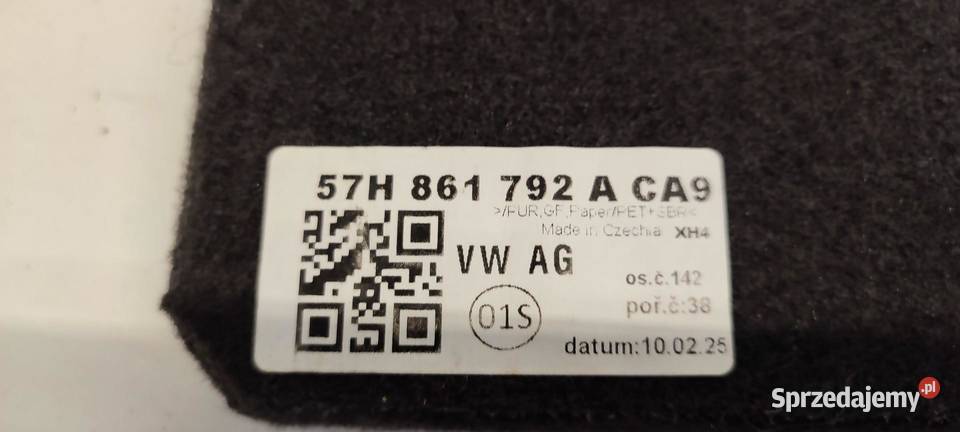 57H 861 792 A CA9
>/PUR,GF,Paper/PET+SBR<
Made in Czechia XH4
VW AG
os.č.142
01S
poř.č:38
datum:10.02.25
Sprzedajemy.pl